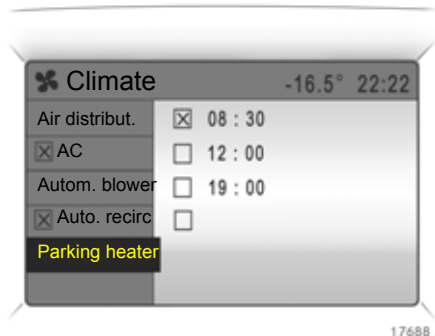 Climate -16.5° 22:22
Air distribut. 08 : 30
AC 12 : 00
Autom. blower 19 : 00
Auto. recirc
Parking heater
17688